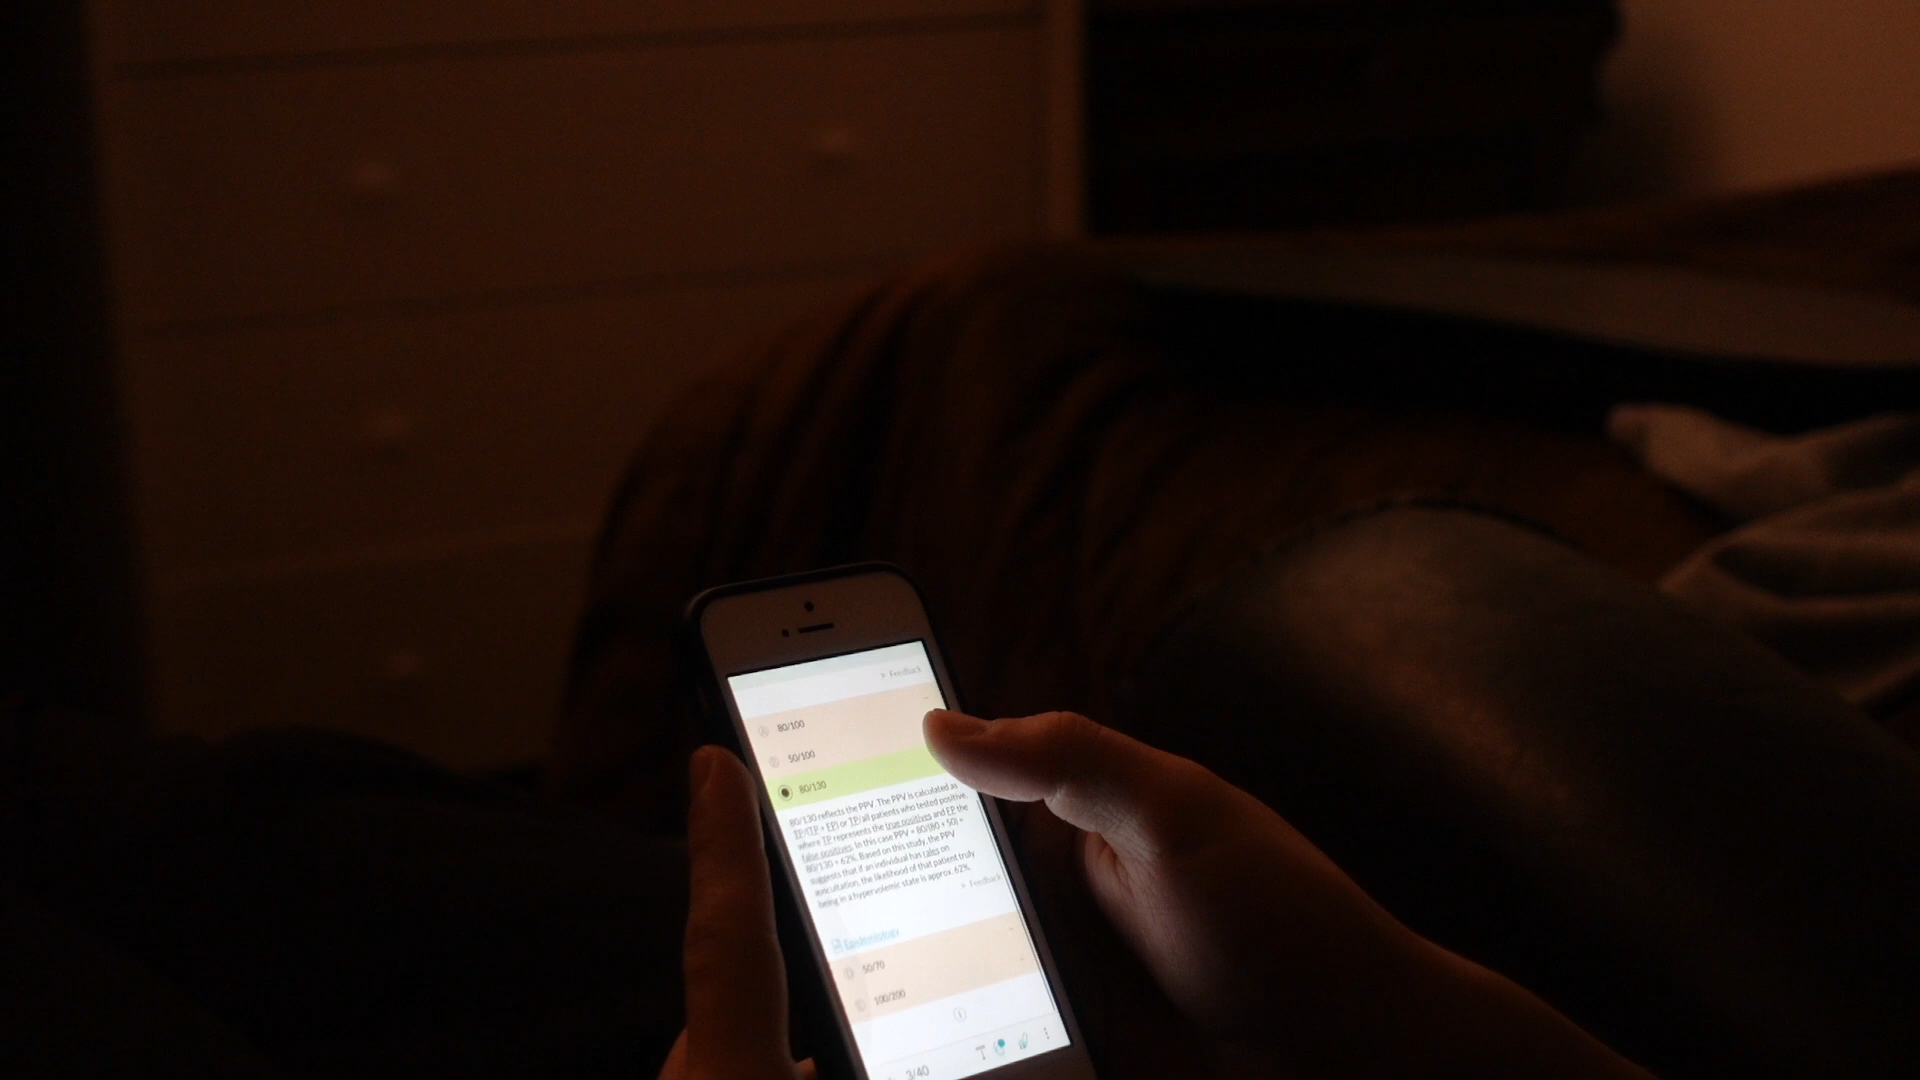 ▸ Feedback
A 80/100
B 50/100
80/130
80/130 reflects the PPV. The PPV is calculated as
TP/(TP + FP) or TP/all patients who tested positive,
where TP represents the true positives and FP the
false positives. In this case PPV = 80/(80 + 50) =
80/130 = 62%. Based on this study, the PPV
suggests that if an individual has rales on
auscultation, the likelihood of that patient truly
being in a hypervolemic state is approx. 62%.
▸ Feedback
Epidemiology
D 50/70
E 100/200
3/40